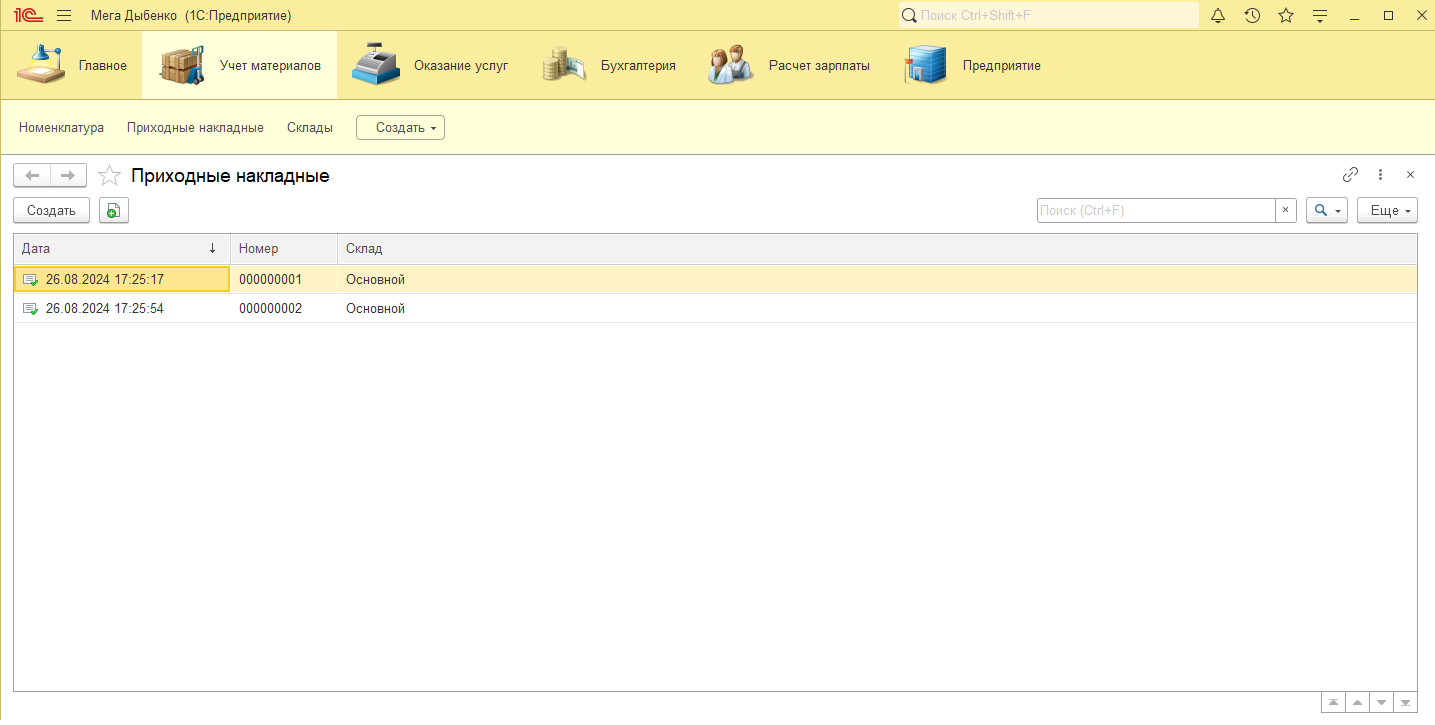 1С Мега Дыбенко (1С:Предприятие) Поиск Ctrl+Shift+F
Главное Учет материалов Оказание услуг Бухгалтерия Расчет зарплаты Предприятие
Номенклатура Приходные накладные Склады Создать
Приходные накладные
Создать Поиск (Ctrl+F) × Еще
Дата ↓ Номер Склад
26.08.2024 17:25:17 000000001 Основной
26.08.2024 17:25:54 000000002 Основной